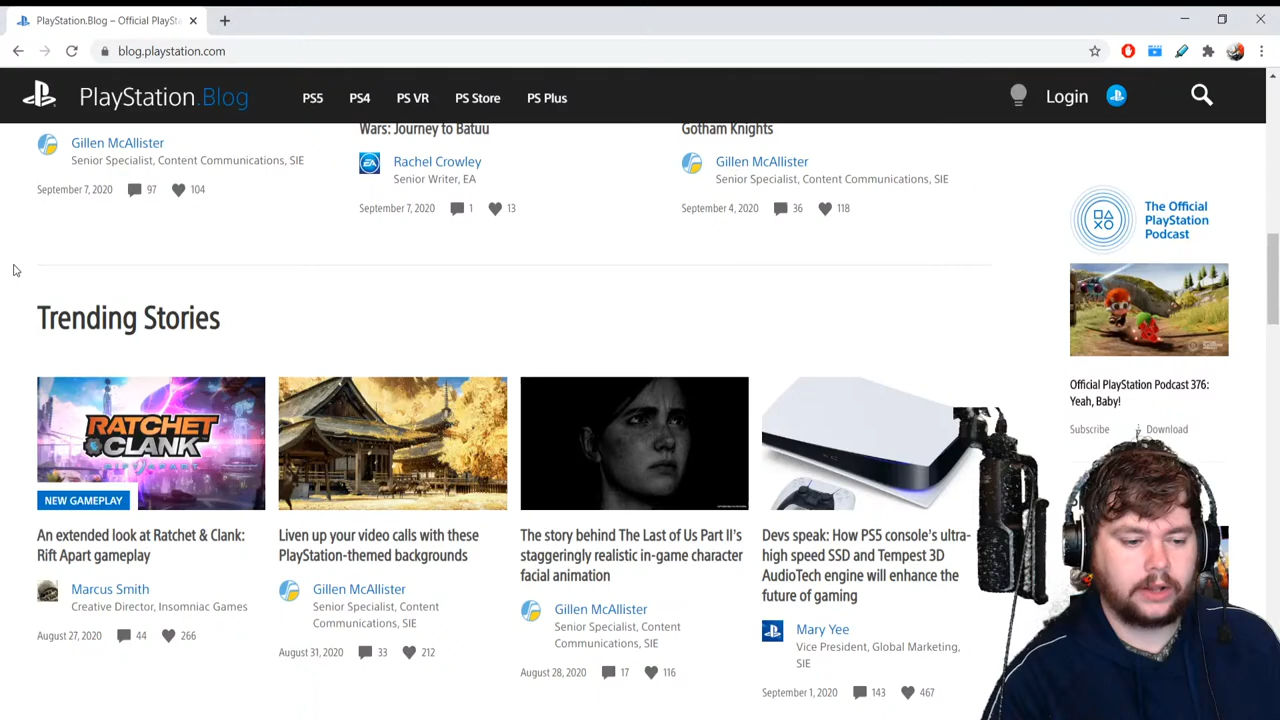 PlayStation.Blog – Official PlaySta
blog.playstation.com
PlayStation.Blog
PS5
PS4
PS VR
PS Store
PS Plus
Login
Gillen McAllister
Senior Specialist, Content Communications, SIE
September 7, 2020 97 104
Wars: Journey to Batuu
Rachel Crowley
Senior Writer, EA
September 7, 2020 1 13
Gotham Knights
Gillen McAllister
Senior Specialist, Content Communications, SIE
September 4, 2020 36 118
The Official
PlayStation
Podcast
Official PlayStation Podcast 376:
Yeah, Baby!
Subscribe
Download
Trending Stories
RATCHET
CLANK
RIFT APART
NEW GAMEPLAY
An extended look at Ratchet & Clank:
Rift Apart gameplay
Marcus Smith
Creative Director, Insomniac Games
August 27, 2020 44 266
Liven up your video calls with these
PlayStation-themed backgrounds
Gillen McAllister
Senior Specialist, Content
Communications, SIE
August 31, 2020 33 212
The story behind The Last of Us Part II's
staggeringly realistic in-game character
facial animation
Gillen McAllister
Senior Specialist, Content
Communications, SIE
August 28, 2020 17 116
Devs speak: How PS5 console's ultra-
high speed SSD and Tempest 3D
AudioTech engine will enhance the
future of gaming
Mary Yee
Vice President, Global Marketing,
SIE
September 1, 2020 143 467